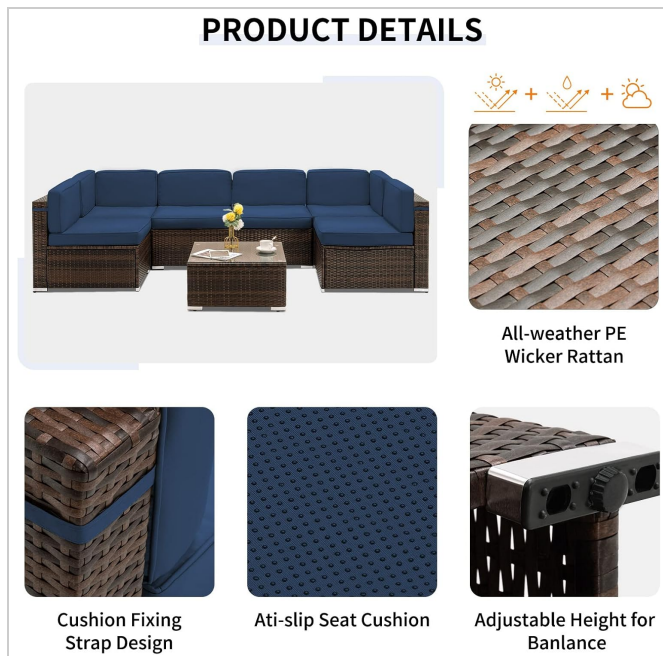 PRODUCT DETAILS
All-weather PE
Wicker Rattan
Cushion Fixing
Strap Design
Ati-slip Seat Cushion
Adjustable Height for
Banlance